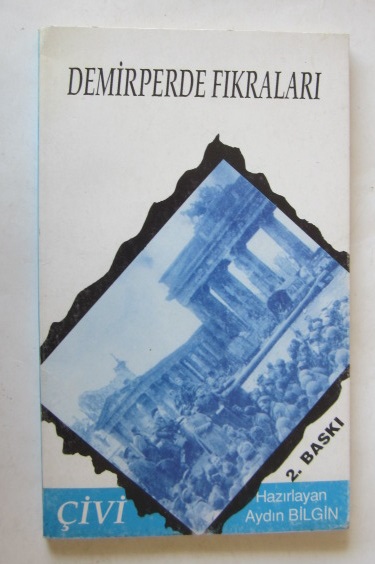 DEMİRPERDE FIKRALARI
2. BASKI
ÇİVİ
Hazırlayan
Aydın BİLGİN